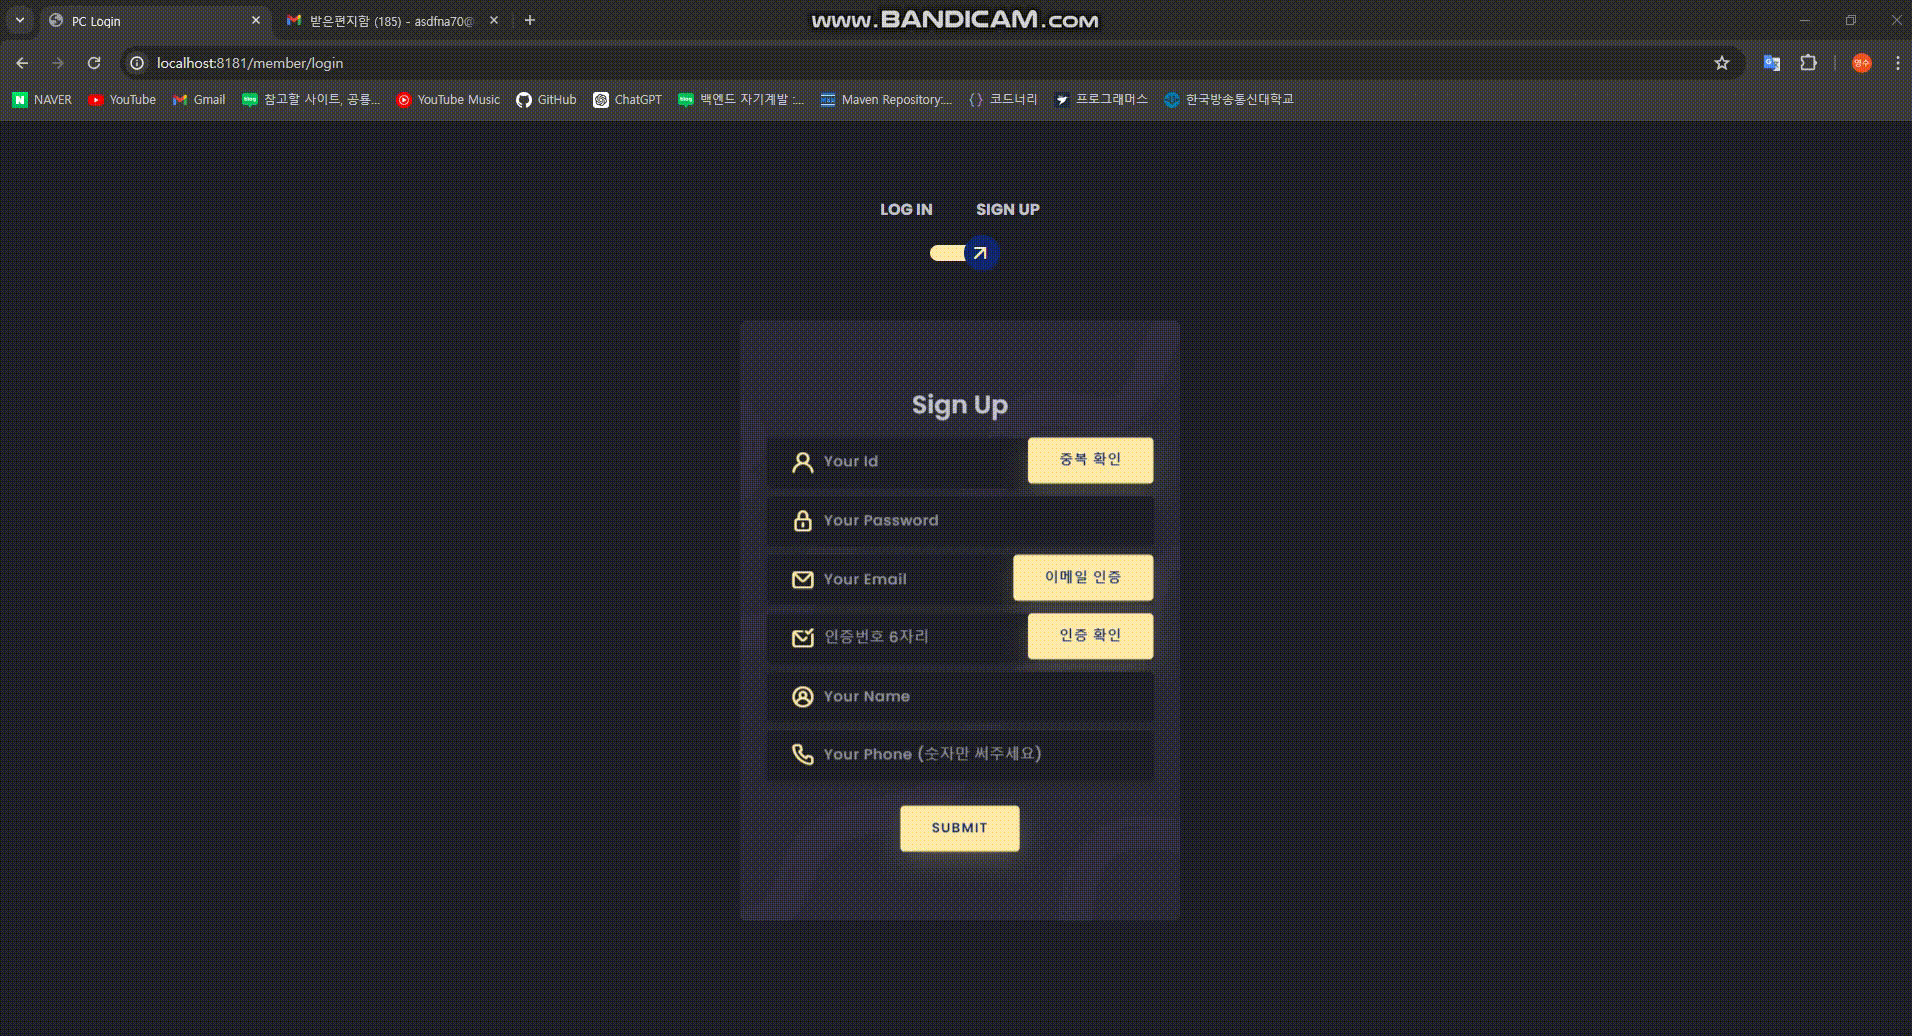 PC Login
받은편지함 (185) - asdfna70@
www.BANDICAM.com
localhost:8181/member/login
영수
NAVER
YouTube
Gmail
blog 참고할 사이트, 공룡...
YouTube Music
GitHub
ChatGPT
blog 백엔드 자기계발 :...
Maven Repository:...
코드너리
프로그래머스
한국방송통신대학교
LOG IN
SIGN UP
Sign Up
Your Id
중복 확인
Your Password
Your Email
이메일 인증
인증번호 6자리
인증 확인
Your Name
Your Phone (숫자만 써주세요)
SUBMIT